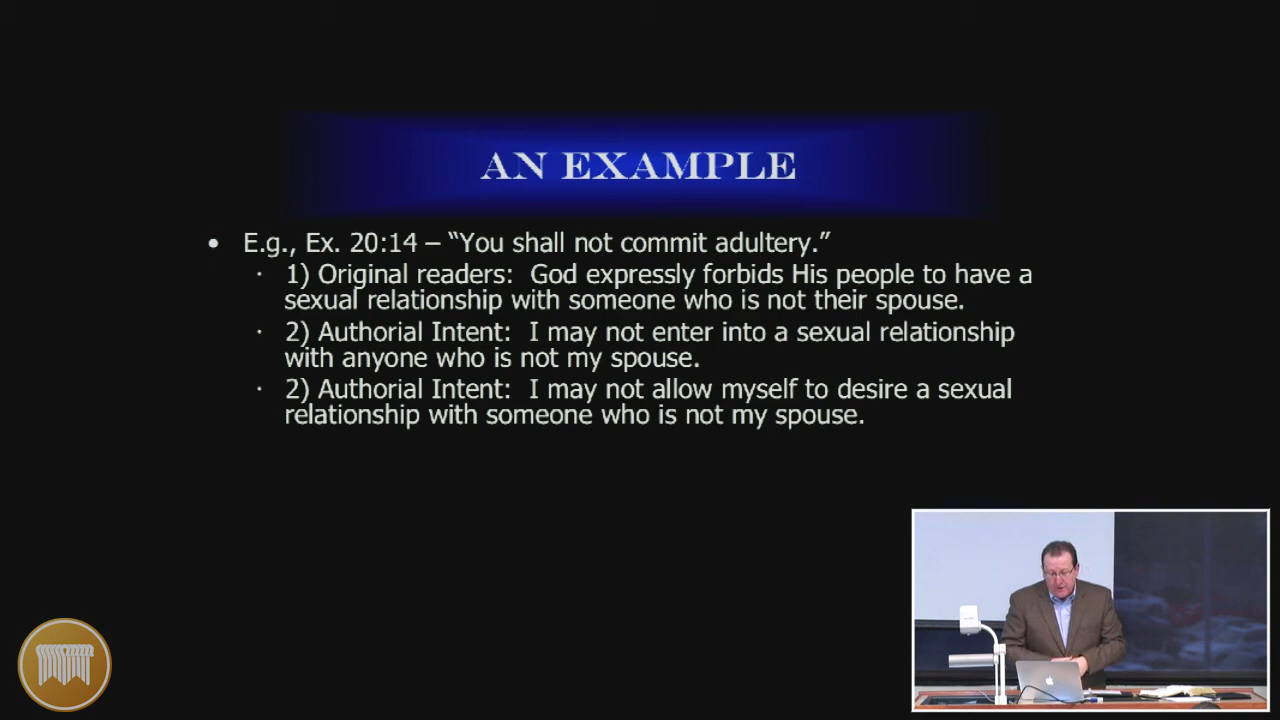 AN EXAMPLE
• E.g., Ex. 20:14 – “You shall not commit adultery.”
· 1) Original readers: God expressly forbids His people to have a
sexual relationship with someone who is not their spouse.
· 2) Authorial Intent: I may not enter into a sexual relationship
with anyone who is not my spouse.
· 2) Authorial Intent: I may not allow myself to desire a sexual
relationship with someone who is not my spouse.